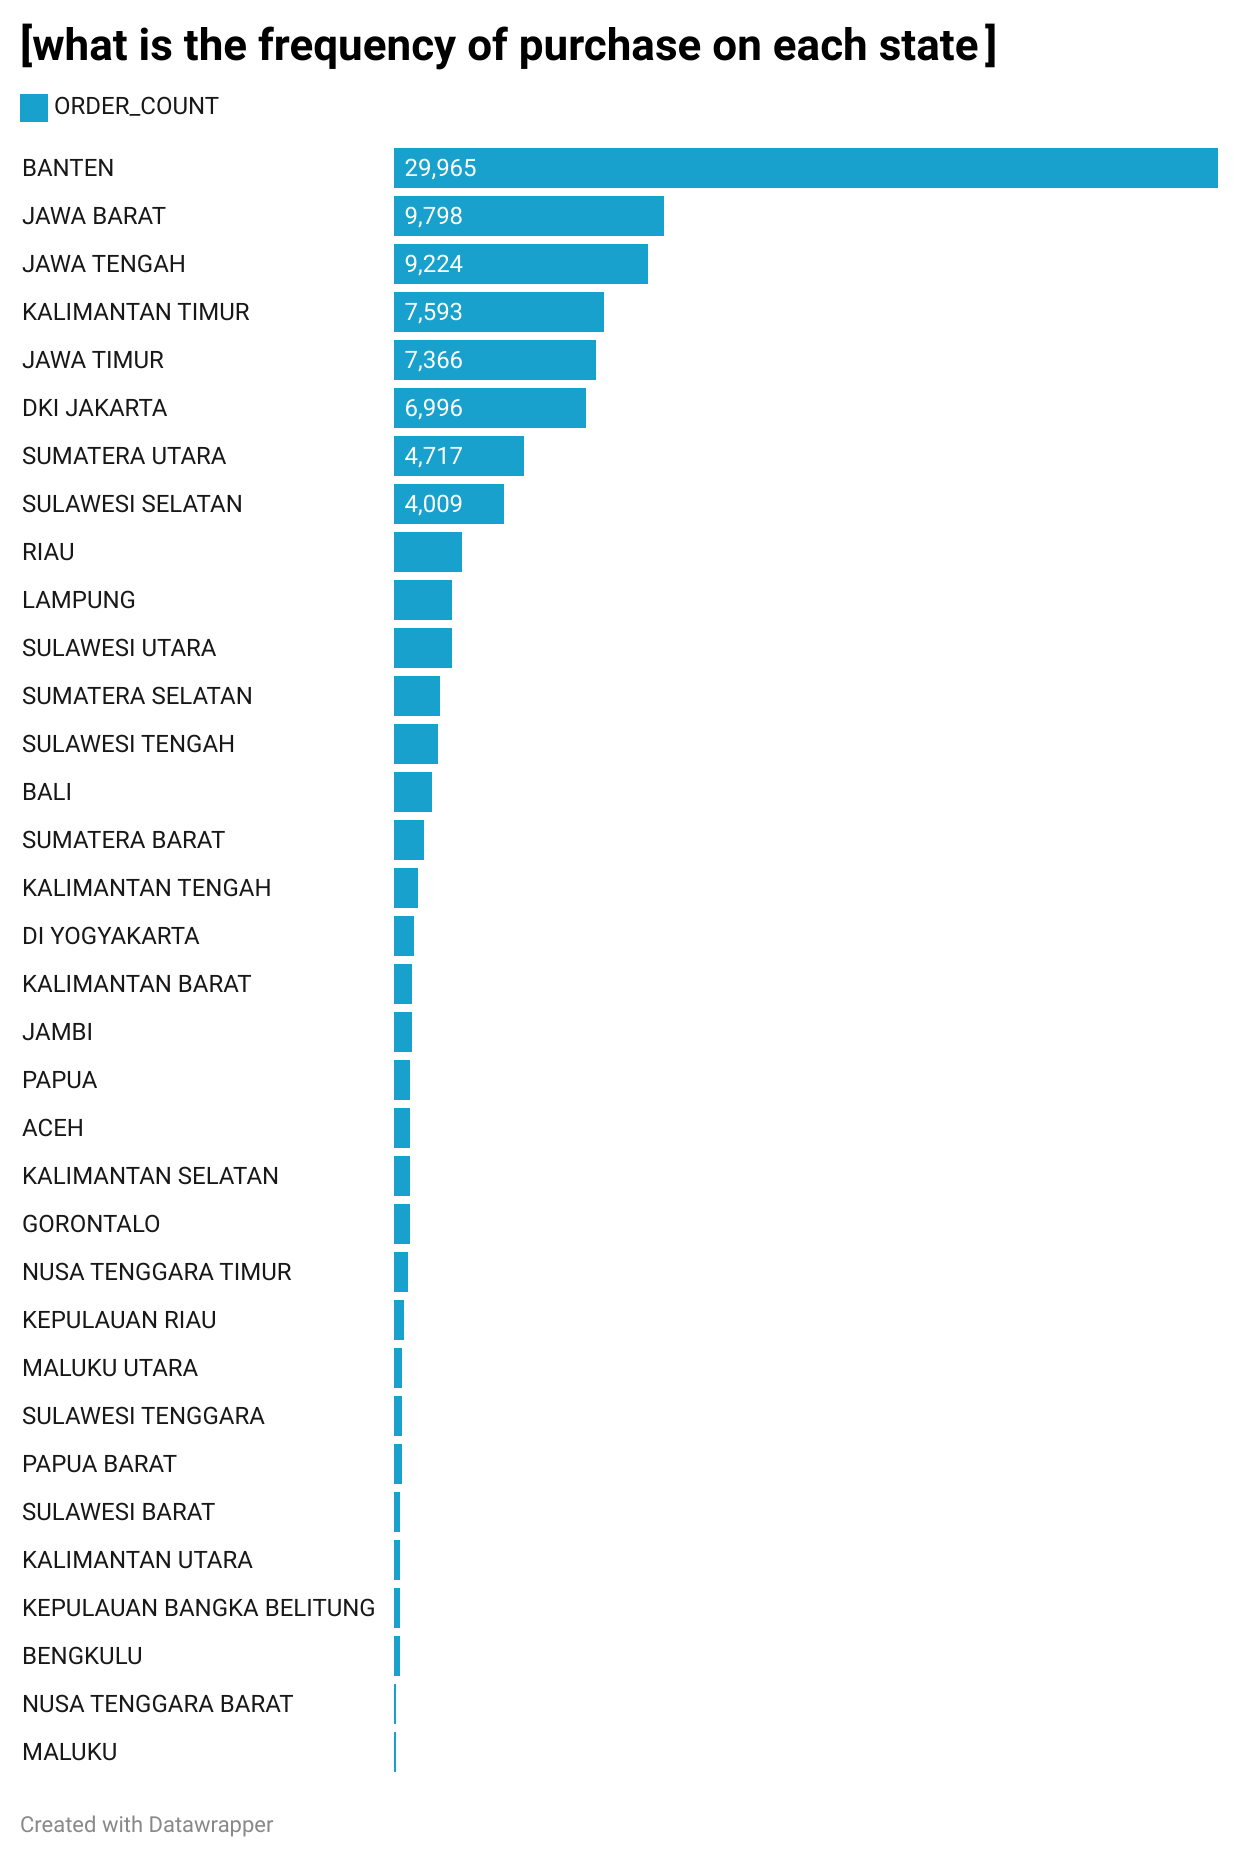 [what is the frequency of purchase on each state]
ORDER_COUNT
BANTEN 29,965
JAWA BARAT 9,798
JAWA TENGAH 9,224
KALIMANTAN TIMUR 7,593
JAWA TIMUR 7,366
DKI JAKARTA 6,996
SUMATERA UTARA 4,717
SULAWESI SELATAN 4,009
RIAU
LAMPUNG
SULAWESI UTARA
SUMATERA SELATAN
SULAWESI TENGAH
BALI
SUMATERA BARAT
KALIMANTAN TENGAH
DI YOGYAKARTA
KALIMANTAN BARAT
JAMBI
PAPUA
ACEH
KALIMANTAN SELATAN
GORONTALO
NUSA TENGGARA TIMUR
KEPULAUAN RIAU
MALUKU UTARA
SULAWESI TENGGARA
PAPUA BARAT
SULAWESI BARAT
KALIMANTAN UTARA
KEPULAUAN BANGKA BELITUNG
BENGKULU
NUSA TENGGARA BARAT
MALUKU
Created with Datawrapper